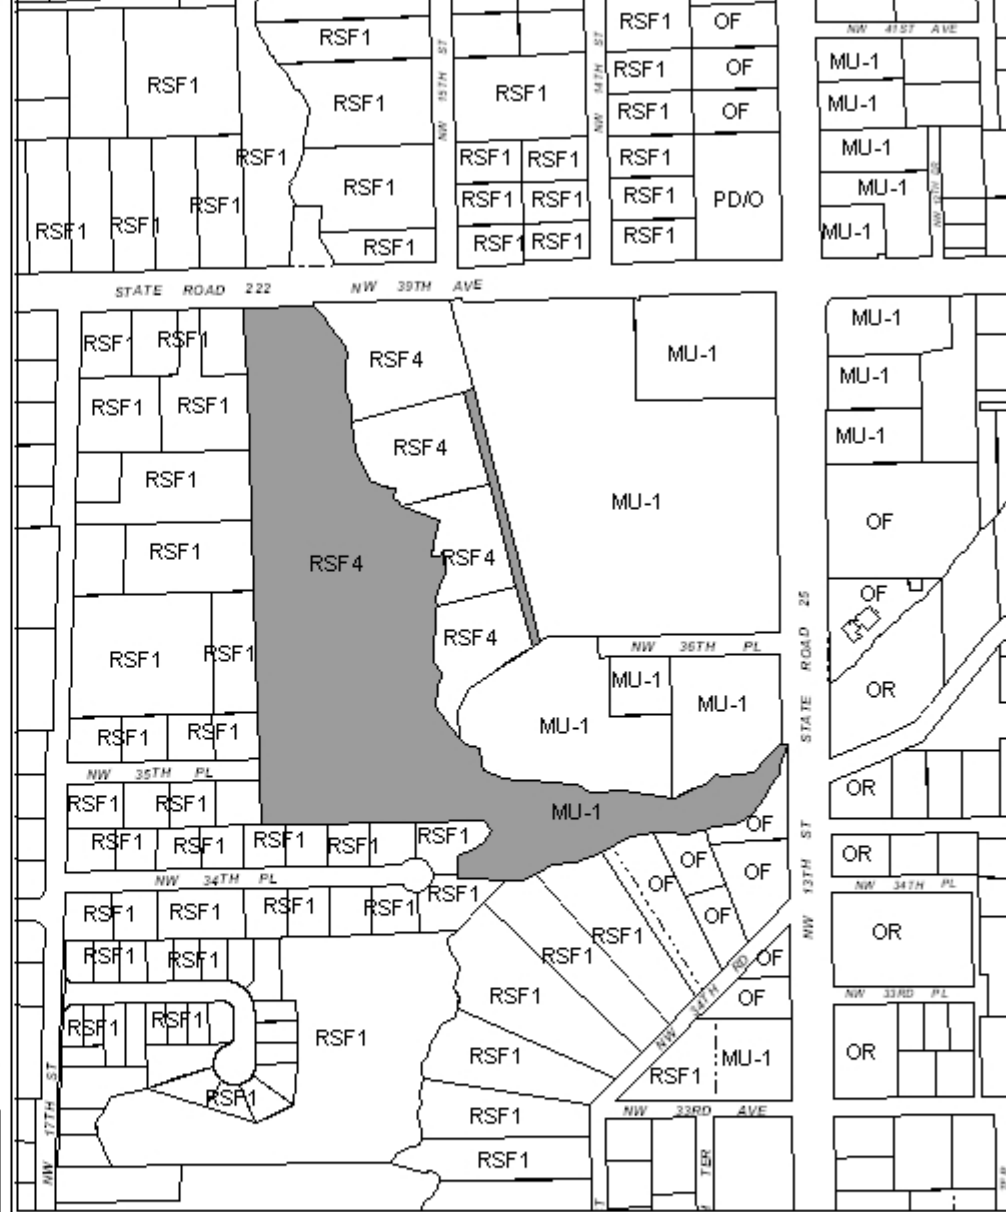 RSF1 OF NW 41ST AVE
RSF1
NW 15TH ST
NW 14TH ST
RSF1 OF MU-1
RSF1
RSF1
RSF1
RSF1 OF MU-1
RSF1
RSF1 RSF1 RSF1 MU-1
RSF1
RSF1 RSF1 RSF1 RSF1 PD/O MU-1
NW 12TH DR
RSF1 RSF1 RSF1 RSF1 RSF1 RSF1 MU-1
RSF1
STATE ROAD 222 NW 39TH AVE
RSF1 RSF1 RSF4 MU-1 MU-1
MU-1
RSF1 RSF1 RSF4 MU-1
RSF1 MU-1
OF
RSF1 RSF4 RSF4 OF
STATE ROAD 25
RSF1 RSF1 RSF4 NW 36TH PL
MU-1 OR
RSF1 RSF1 MU-1 MU-1
NW 35TH PL
RSF1 RSF1 MU-1 OR
RSF1 RSF1 RSF1 RSF1 RSF1 OF
NW 13TH ST
NW 34TH PL OF OF OR
NW 34TH PL
RSF1 RSF1 RSF1 RSF1 RSF1 OF
OF OR
RSF1 RSF1 RSF1 RSF1 OF
RSF1 OF
NW 34TH RD
NW 33RD PL
RSF1 RSF1 RSF1
RSF1 MU-1 OR
RSF1 RSF1
NW 17TH ST
RSF1 NW 33RD AVE
RSF1
TER